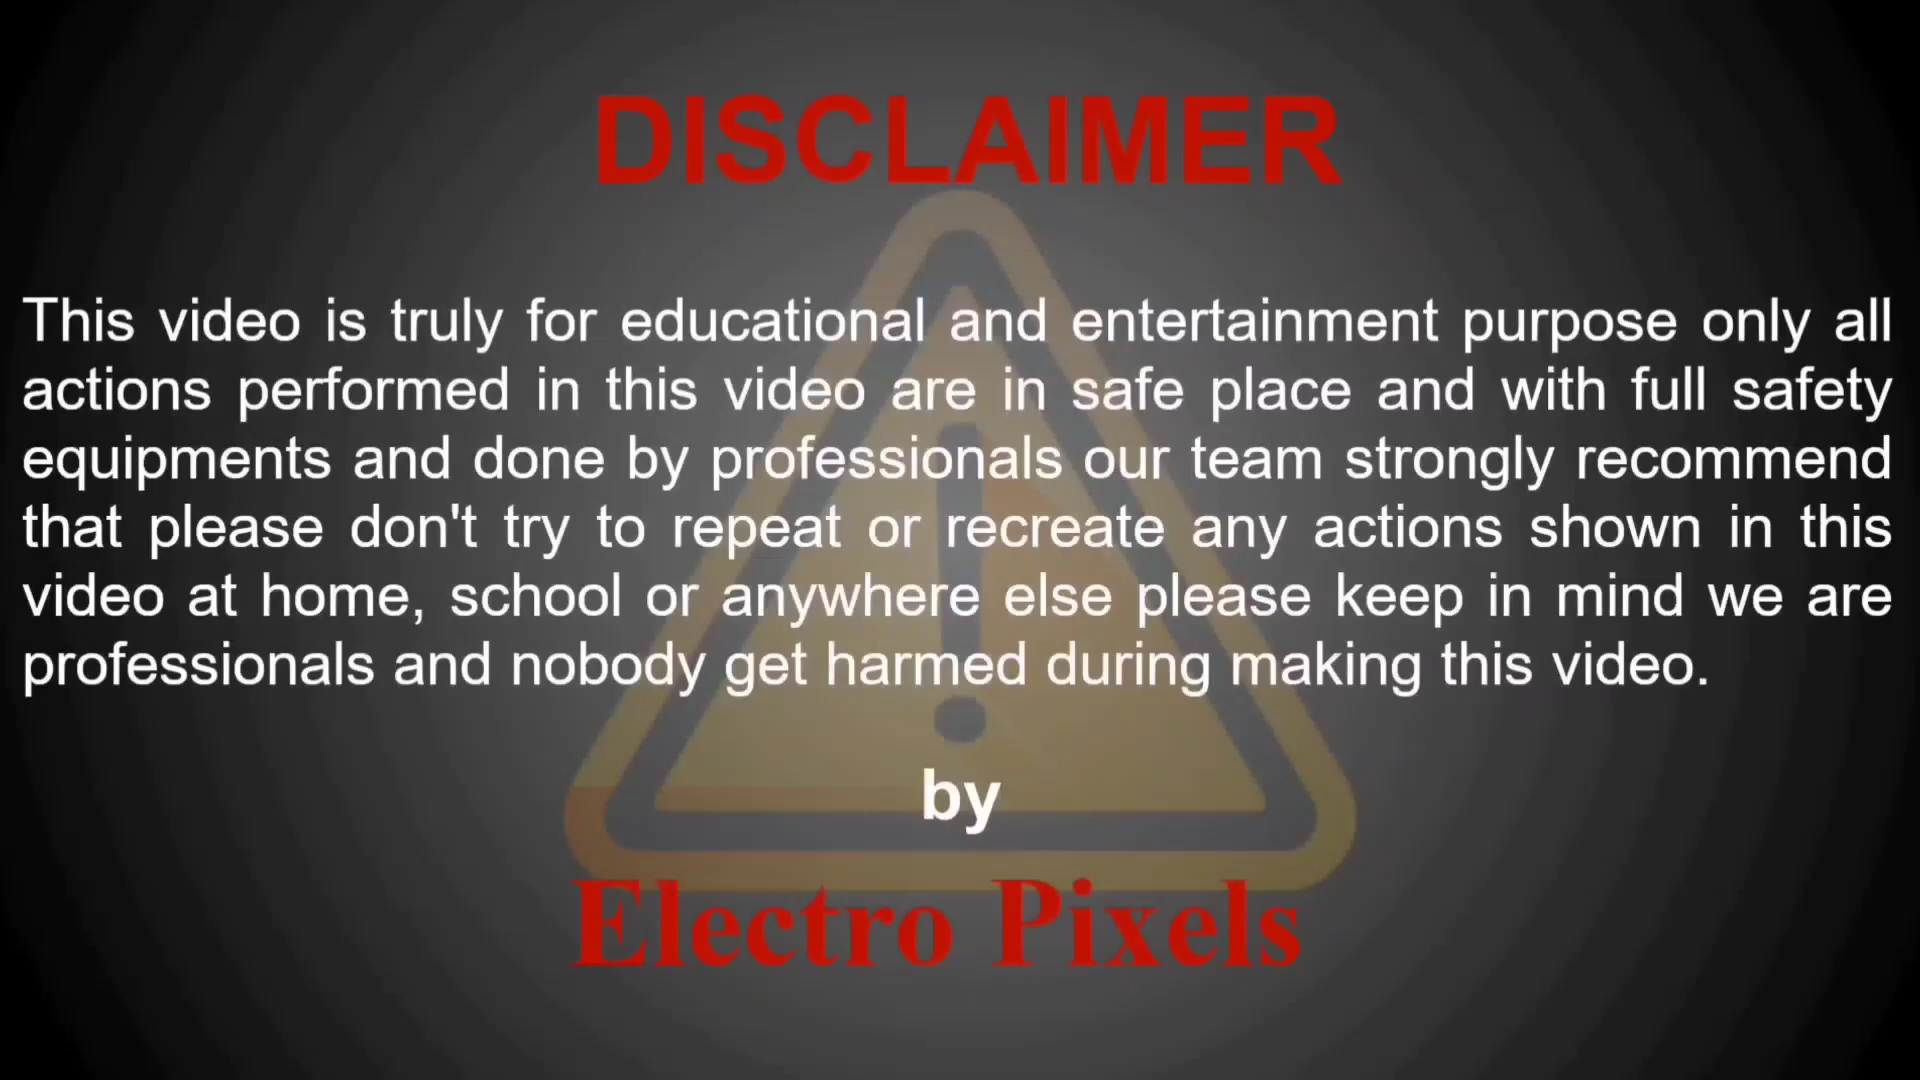 DISCLAIMER
This video is truly for educational and entertainment purpose only all
actions performed in this video are in safe place and with full safety
equipments and done by professionals our team strongly recommend
that please don't try to repeat or recreate any actions shown in this
video at home, school or anywhere else please keep in mind we are
professionals and nobody get harmed during making this video.
by
Electro Pixels